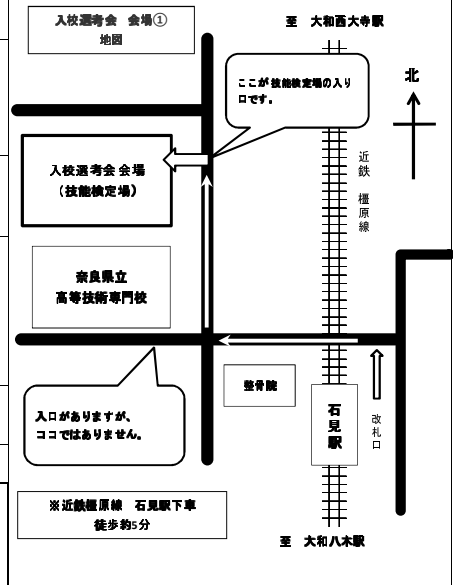 入校選考会 会場①
地図
至 大和西大寺駅
ここが技能検定場の入り
口です。
北
入校選考会会場
(技能検定場)
近鉄 橿原線
奈良県立
高等技術専門校
整骨院
入口がありますが、
ココではありません。
石見駅
改札口
※近鉄橿原線 石見駅下車
徒歩約5分
至 大和八木駅